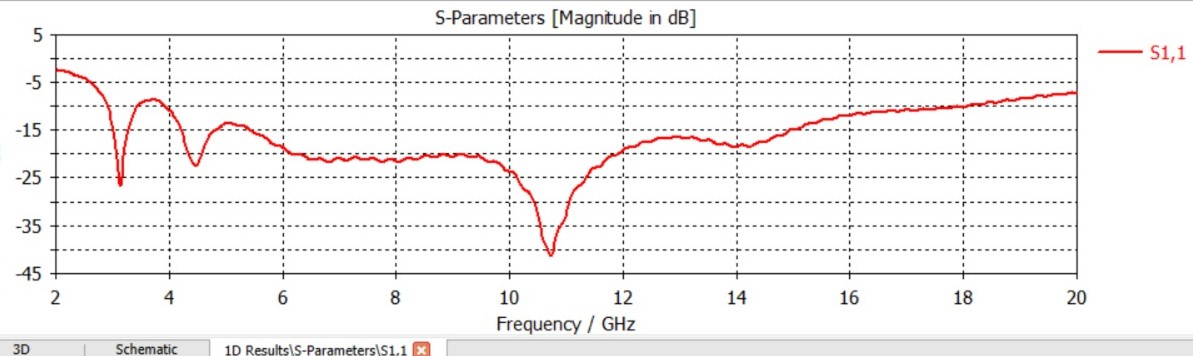 S-Parameters [Magnitude in dB]
5
-5
-15
-25
-35
-45
2 4 6 8 10 12 14 16 18 20
Frequency / GHz
S1,1
3D Schematic 1D Results\S-Parameters\S1,1